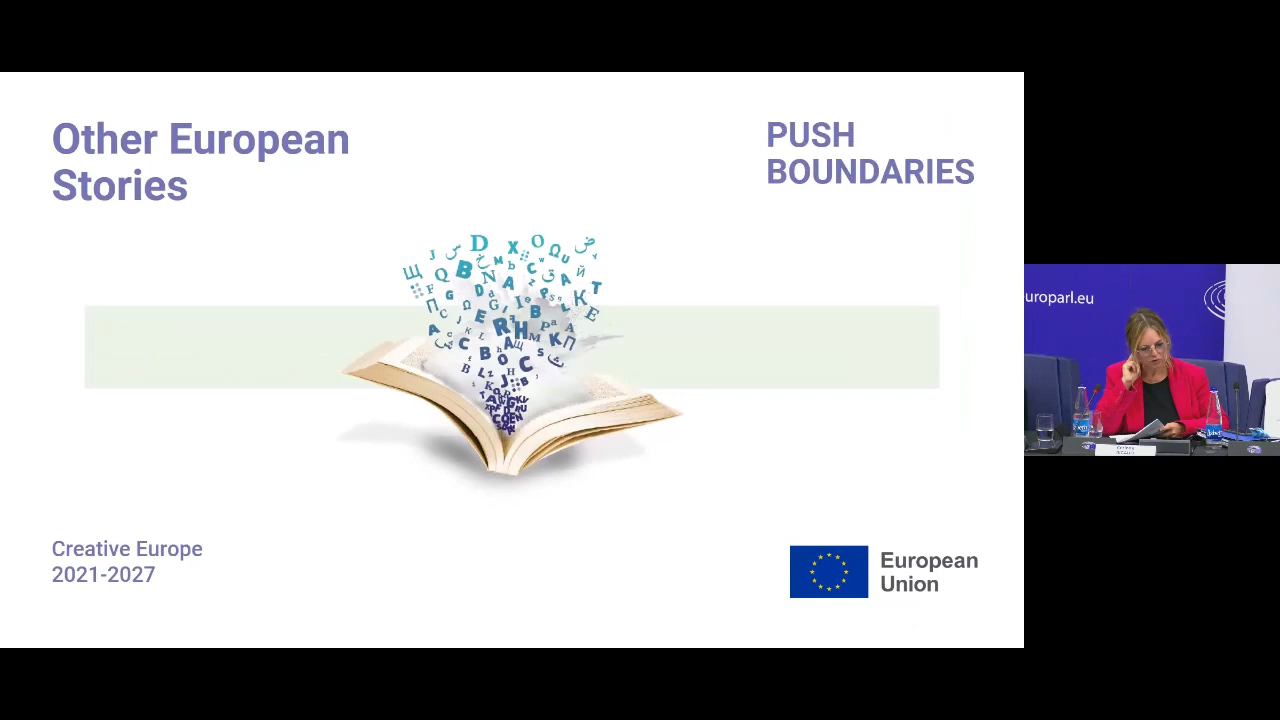 Other European
Stories
PUSH
BOUNDARIES
Creative Europe
2021-2027
European
Union
europarl.eu